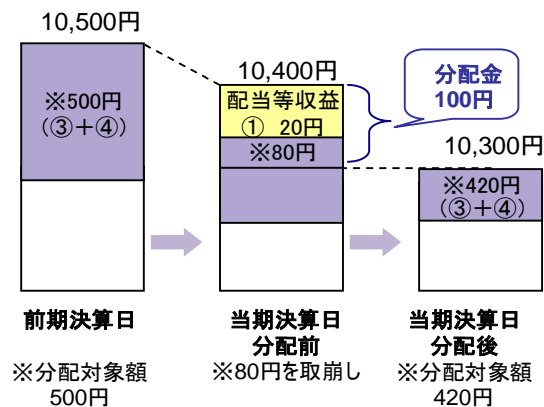 10,500円
※500円
(③+④)
前期決算日
※分配対象額
500円
10,400円
配当等収益
① 20円
※80円
当期決算日
分配前
※80円を取崩し
分配金
100円
10,300円
※420円
(③+④)
当期決算日
分配後
※分配対象額
420円